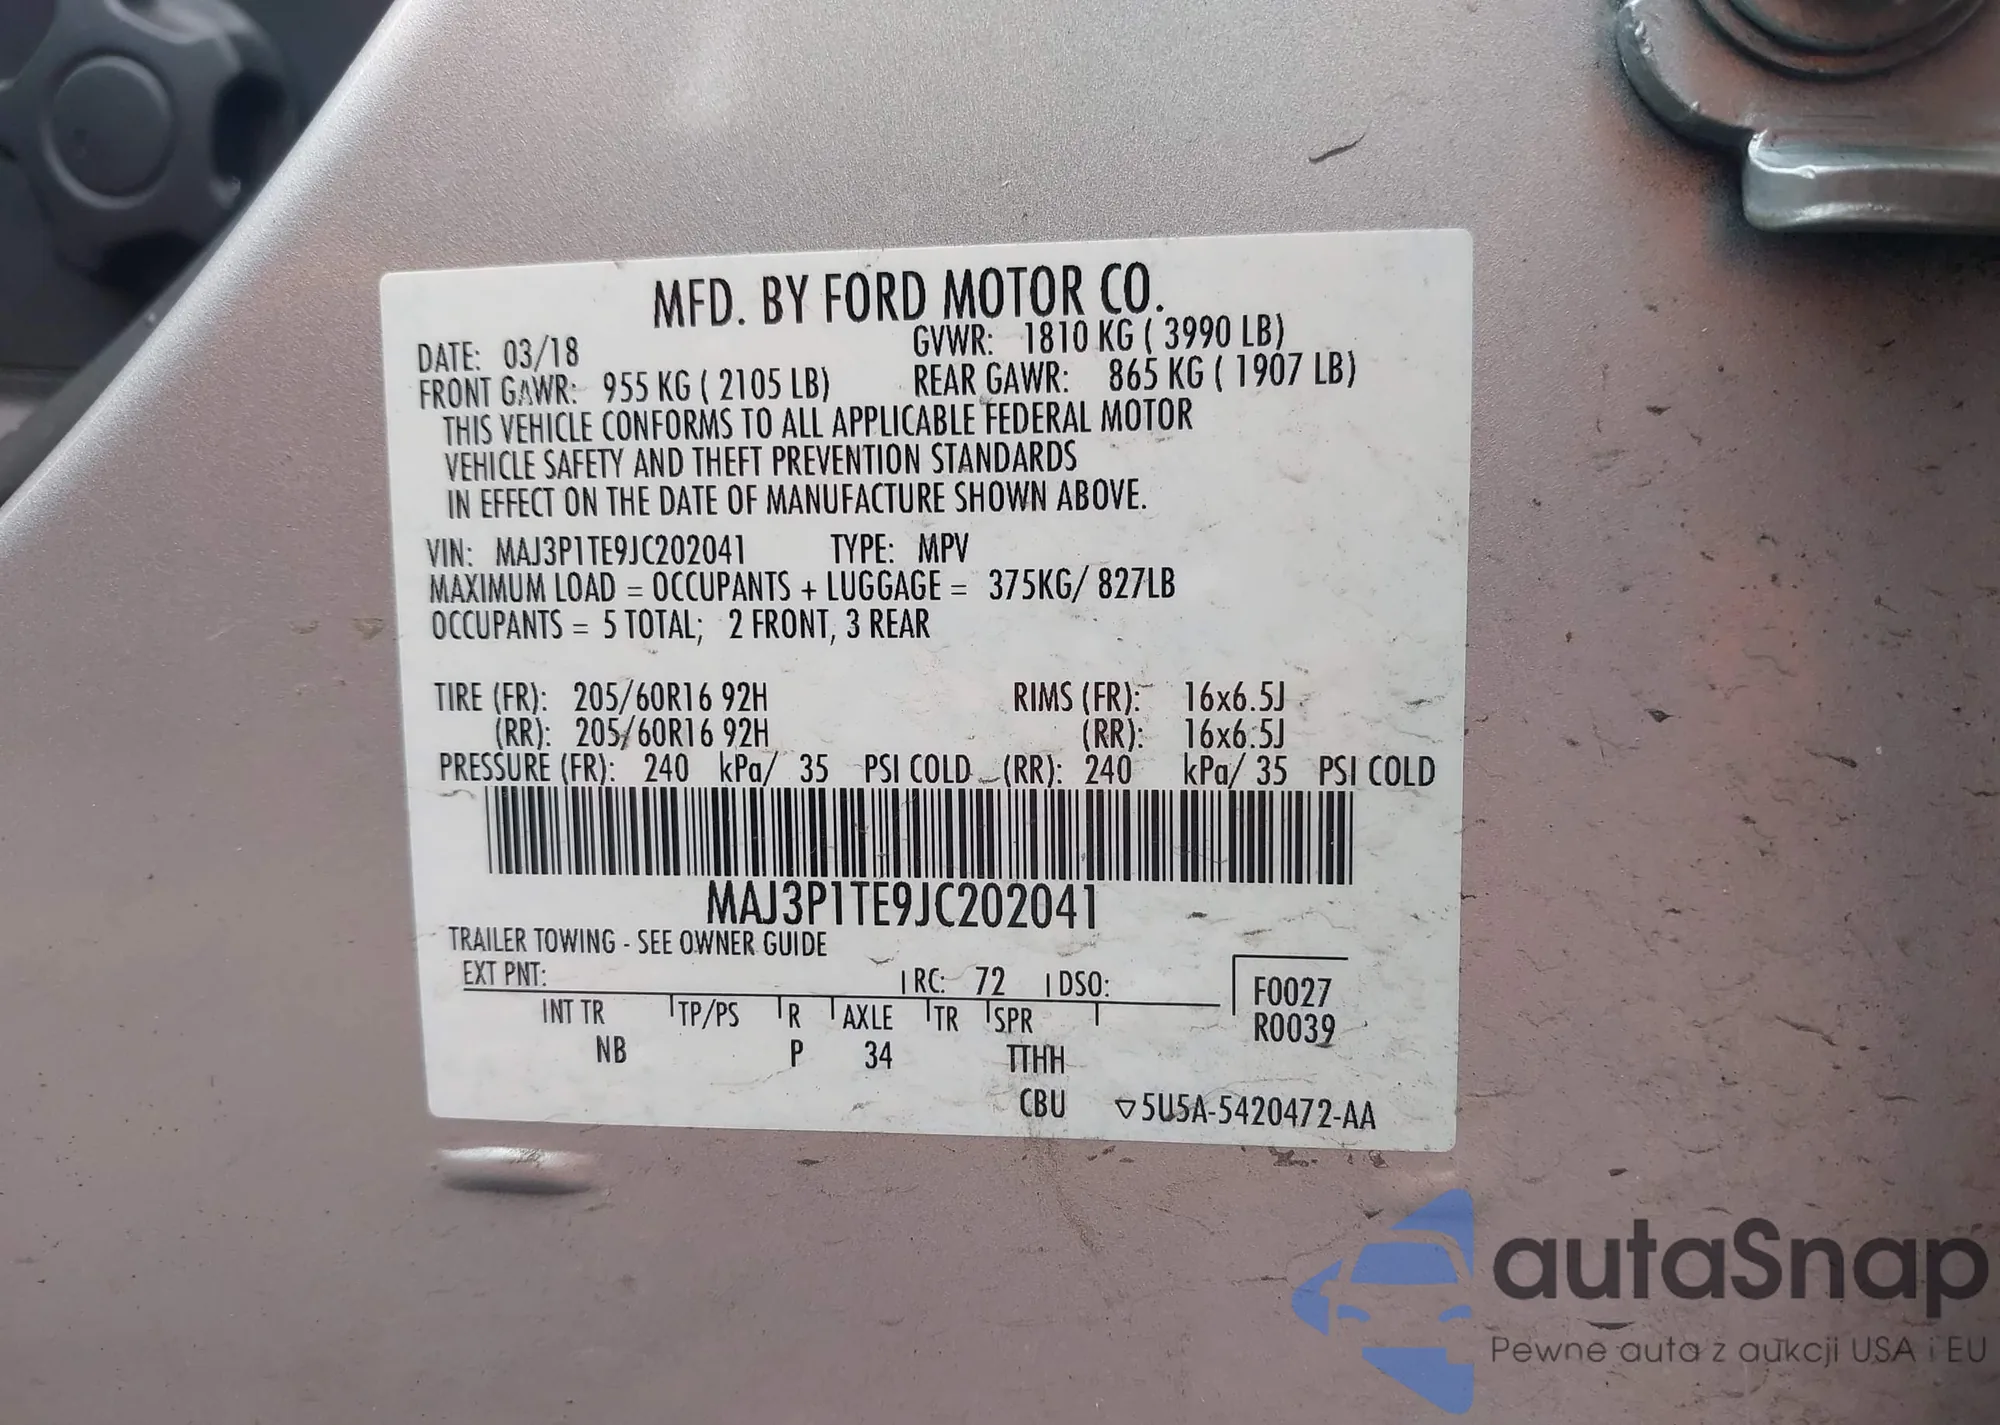 MFD. BY FORD MOTOR CO.
DATE: 03/18 GVWR: 1810 KG ( 3990 LB)
FRONT GAWR: 955 KG ( 2105 LB) REAR GAWR: 865 KG ( 1907 LB)
THIS VEHICLE CONFORMS TO ALL APPLICABLE FEDERAL MOTOR
VEHICLE SAFETY AND THEFT PREVENTION STANDARDS
IN EFFECT ON THE DATE OF MANUFACTURE SHOWN ABOVE.
VIN: MAJ3P1TE9JC202041 TYPE: MPV
MAXIMUM LOAD = OCCUPANTS + LUGGAGE = 375KG/ 827LB
OCCUPANTS = 5 TOTAL; 2 FRONT, 3 REAR
TIRE (FR): 205/60R16 92H RIMS (FR): 16x6.5J
(RR): 205/60R16 92H (RR): 16x6.5J
PRESSURE (FR): 240 kPa/ 35 PSI COLD (RR): 240 kPa/ 35 PSI COLD
MAJ3P1TE9JC202041
TRAILER TOWING - SEE OWNER GUIDE
EXT PNT: RC: 72 DSO:
INT TR TP/PS R AXLE TR SPR
NB P 34 TTHH
F0027
R0039
CBU ▽5U5A-5420472-AA
autaSnap
Pewne auta z aukcji USA i EU